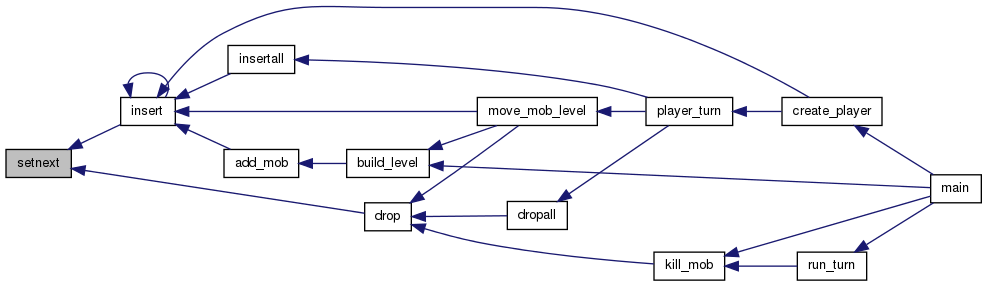 insertall
insert
move_mob_level
player_turn
create_player
setnext
add_mob
build_level
main
drop
dropall
kill_mob
run_turn